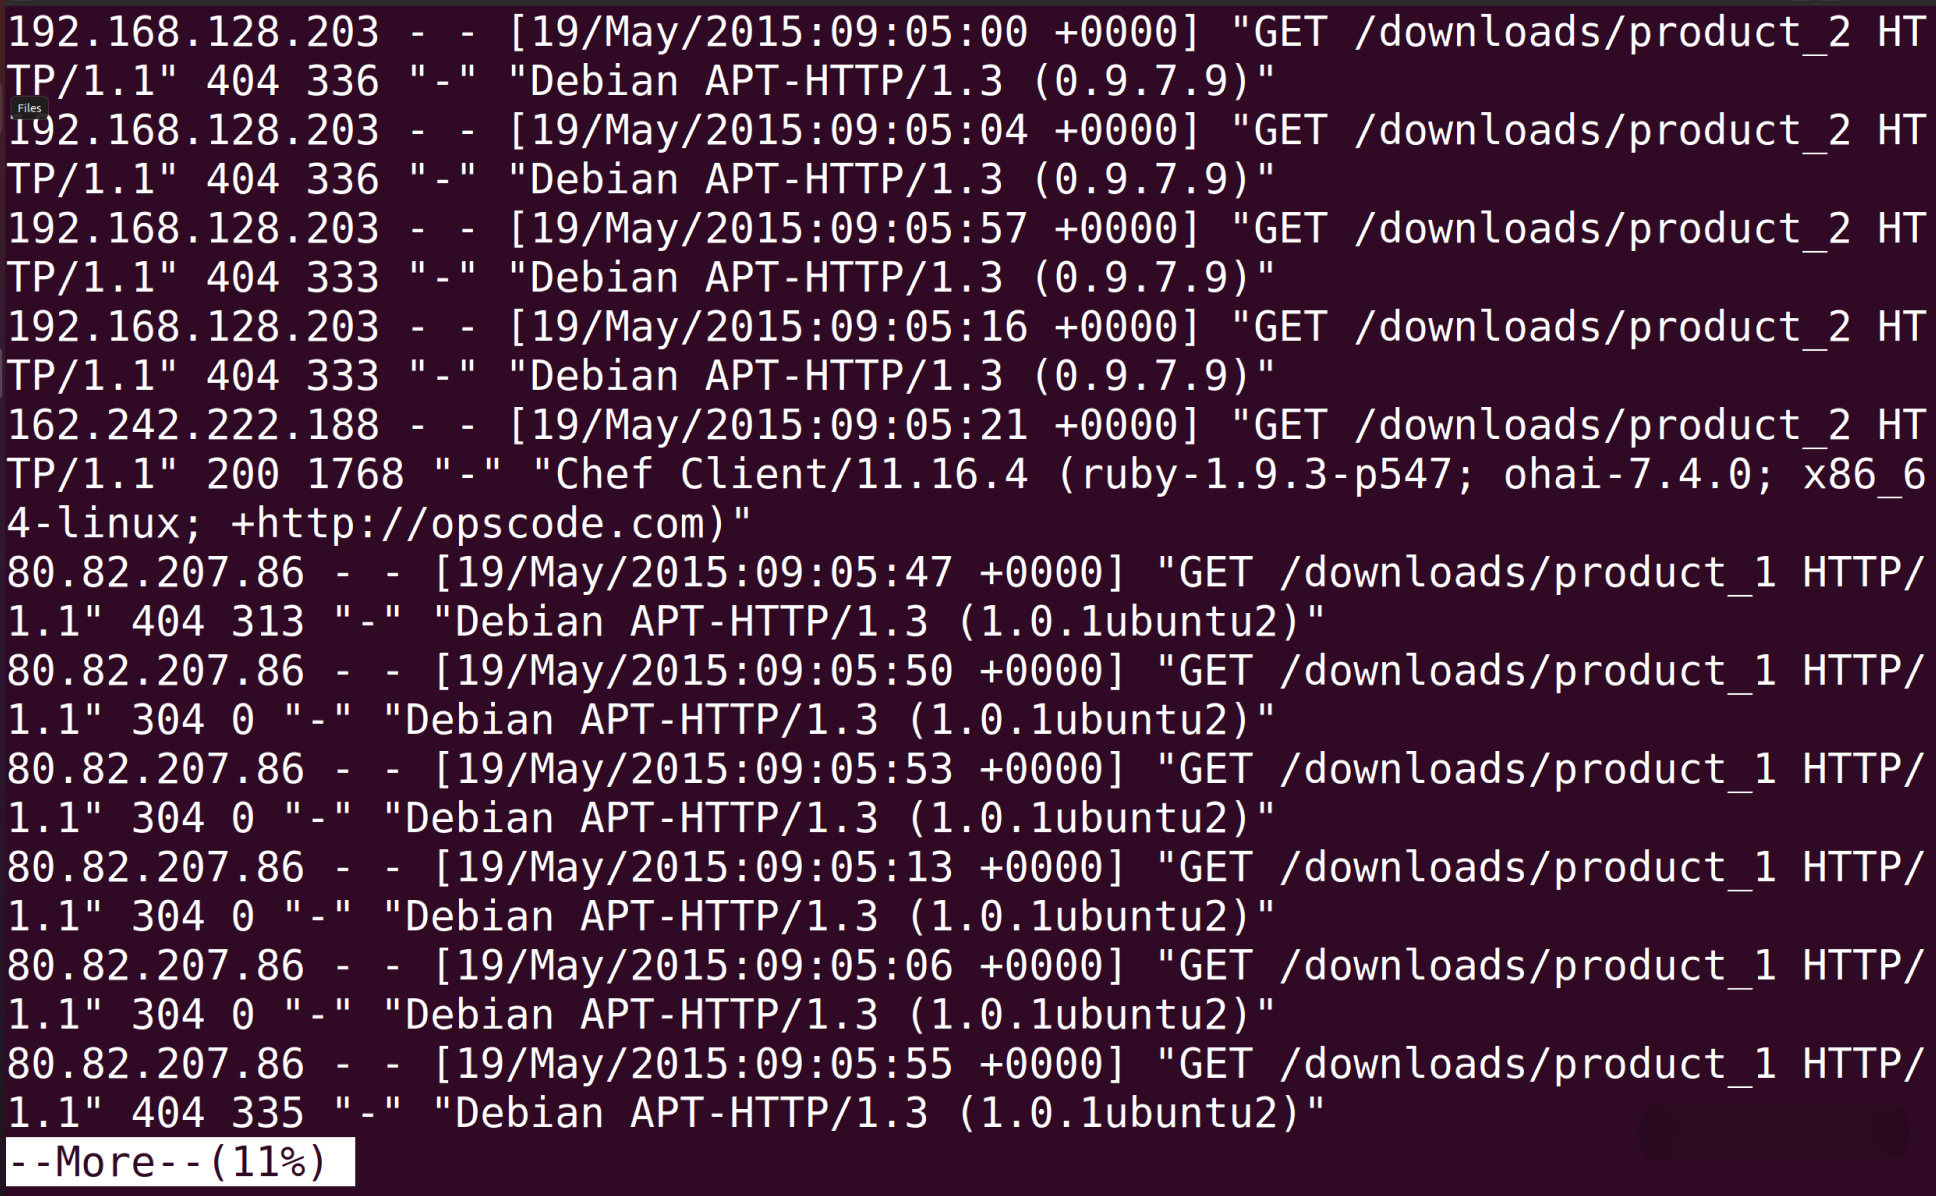 192.168.128.203 - - [19/May/2015:09:05:00 +0000] "GET /downloads/product_2 HT
TP/1.1" 404 336 "-" "Debian APT-HTTP/1.3 (0.9.7.9)"
Files
192.168.128.203 - - [19/May/2015:09:05:04 +0000] "GET /downloads/product_2 HT
TP/1.1" 404 336 "-" "Debian APT-HTTP/1.3 (0.9.7.9)"
192.168.128.203 - - [19/May/2015:09:05:57 +0000] "GET /downloads/product_2 HT
TP/1.1" 404 333 "-" "Debian APT-HTTP/1.3 (0.9.7.9)"
192.168.128.203 - - [19/May/2015:09:05:16 +0000] "GET /downloads/product_2 HT
TP/1.1" 404 333 "-" "Debian APT-HTTP/1.3 (0.9.7.9)"
162.242.222.188 - - [19/May/2015:09:05:21 +0000] "GET /downloads/product_2 HT
TP/1.1" 200 1768 "-" "Chef Client/11.16.4 (ruby-1.9.3-p547; ohai-7.4.0; x86_6
4-linux; +http://opscode.com)"
80.82.207.86 - - [19/May/2015:09:05:47 +0000] "GET /downloads/product_1 HTTP/
1.1" 404 313 "-" "Debian APT-HTTP/1.3 (1.0.1ubuntu2)"
80.82.207.86 - - [19/May/2015:09:05:50 +0000] "GET /downloads/product_1 HTTP/
1.1" 304 0 "-" "Debian APT-HTTP/1.3 (1.0.1ubuntu2)"
80.82.207.86 - - [19/May/2015:09:05:53 +0000] "GET /downloads/product_1 HTTP/
1.1" 304 0 "-" "Debian APT-HTTP/1.3 (1.0.1ubuntu2)"
80.82.207.86 - - [19/May/2015:09:05:13 +0000] "GET /downloads/product_1 HTTP/
1.1" 304 0 "-" "Debian APT-HTTP/1.3 (1.0.1ubuntu2)"
80.82.207.86 - - [19/May/2015:09:05:06 +0000] "GET /downloads/product_1 HTTP/
1.1" 304 0 "-" "Debian APT-HTTP/1.3 (1.0.1ubuntu2)"
80.82.207.86 - - [19/May/2015:09:05:55 +0000] "GET /downloads/product_1 HTTP/
1.1" 404 335 "-" "Debian APT-HTTP/1.3 (1.0.1ubuntu2)"
--More--(11%)